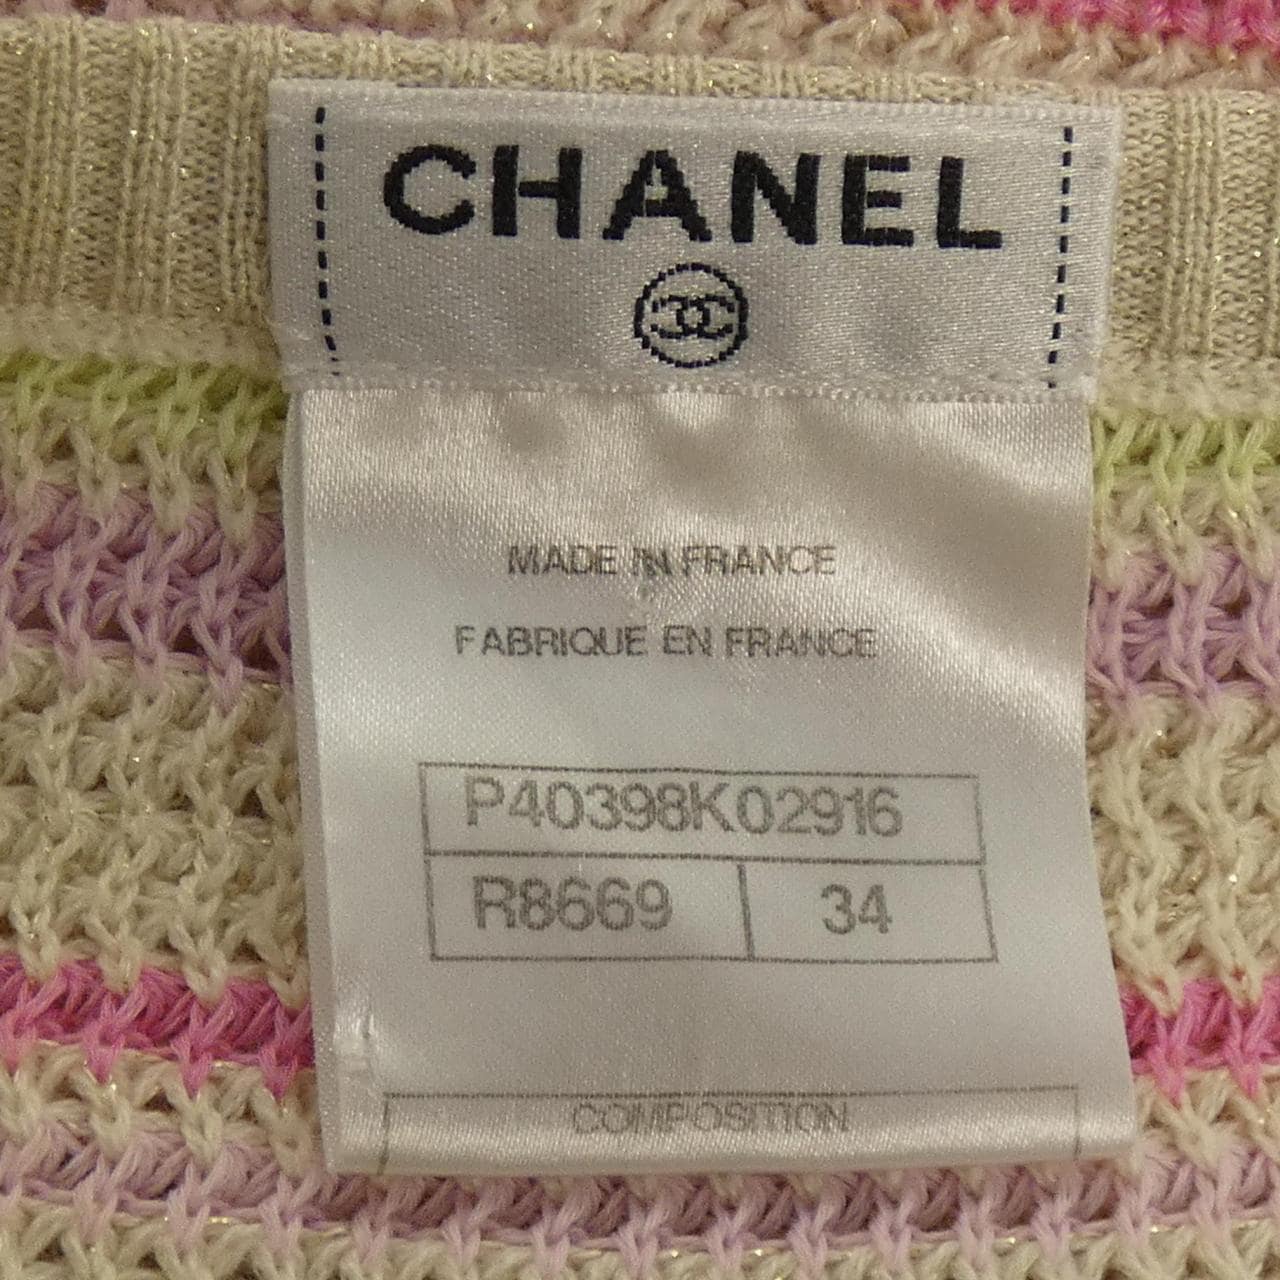 CHANEL
MADE IN FRANCE
FABRIQUE EN FRANCE
P40398K02916
R8669 34
COMPOSITION